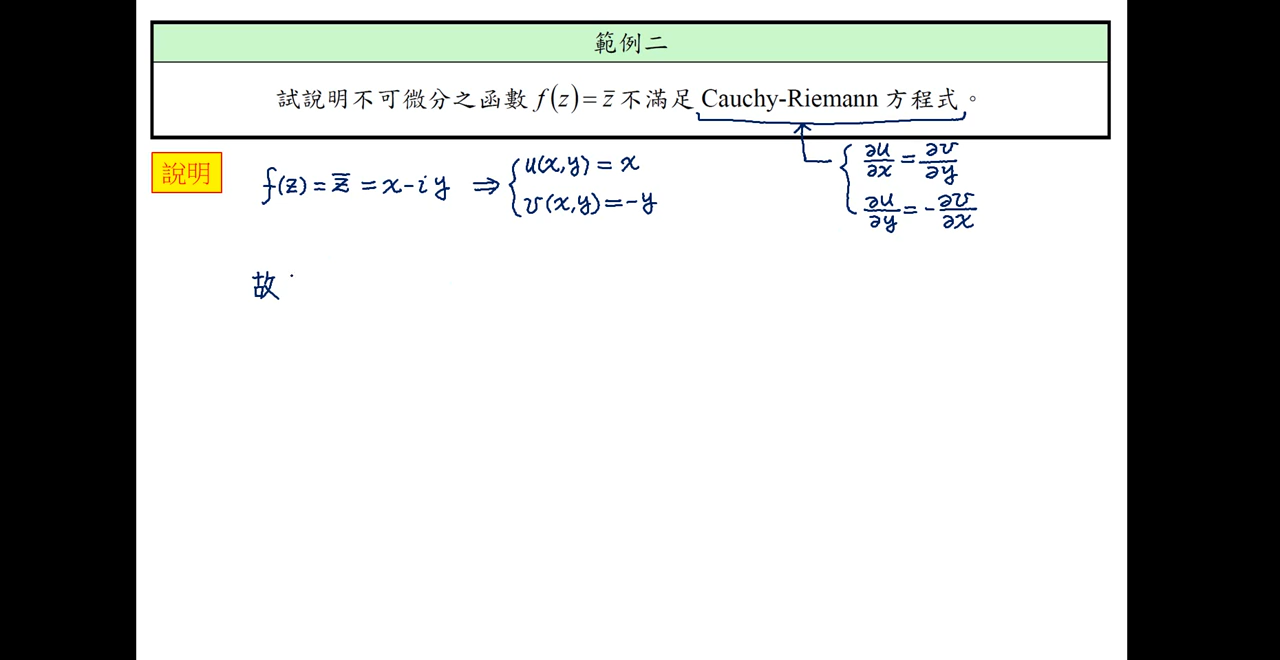 範例二
試說明不可微分之函數 f(z)=z̅ 不滿足 Cauchy-Riemann 方程式。
說明
f(z)=z̅=x-iy ⇒ { u(x,y)=x
v(x,y)=-y
{ ∂u/∂x=∂v/∂y
∂u/∂y=-∂v/∂x
故